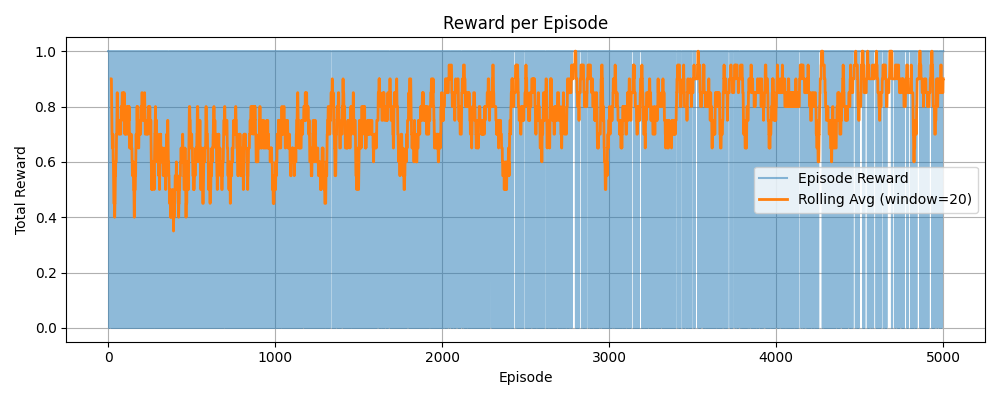 Reward per Episode
Total Reward
1.0
0.8
0.6
0.4
0.2
0.0
Episode Reward
Rolling Avg (window=20)
0
1000
2000
3000
4000
5000
Episode